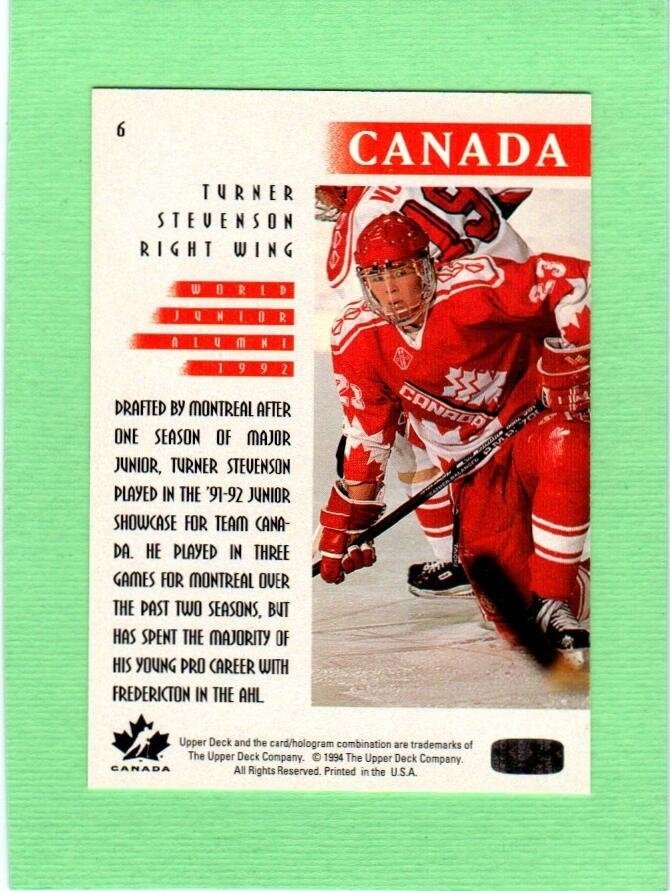 6
CANADA
TURNER
STEVENSON
RIGHT WING
WORLD
JUNIOR
ALUMNI
1992
DRAFTED BY MONTREAL AFTER
ONE SEASON OF MAJOR
JUNIOR, TURNER STEVENSON
PLAYED IN THE '91-92 JUNIOR
SHOWCASE FOR TEAM CANA-
DA. HE PLAYED IN THREE
GAMES FOR MONTREAL OVER
THE PAST TWO SEASONS, BUT
HAS SPENT THE MAJORITY OF
HIS YOUNG PRO CAREER WITH
FREDERICTON IN THE AHL.
19
23
23
CANADA
CANADA
Upper Deck and the card/hologram combination are trademarks of
The Upper Deck Company. © 1994 The Upper Deck Company.
All Rights Reserved. Printed in the U.S.A.